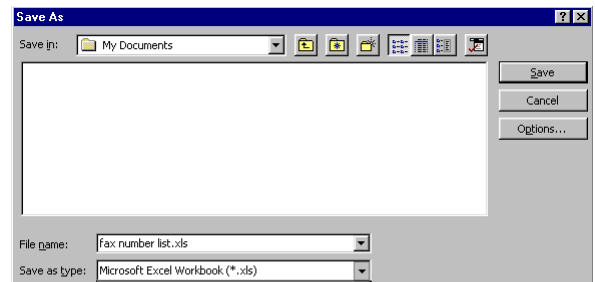 Save As
Save in: My Documents
Save
Cancel
Options...
File name: fax number list.xls
Save as type: Microsoft Excel Workbook (*.xls)